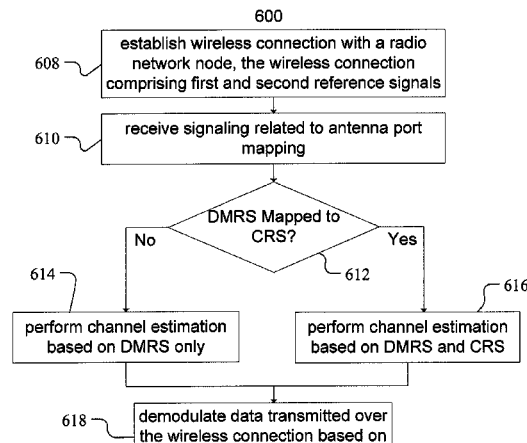 600
establish wireless connection with a radio
network node, the wireless connection
comprising first and second reference signals
608
receive signaling related to antenna port
mapping
610
DMRS Mapped to
CRS?
No
Yes
612
614
616
perform channel estimation
based on DMRS only
perform channel estimation
based on DMRS and CRS
618
demodulate data transmitted over
the wireless connection based on